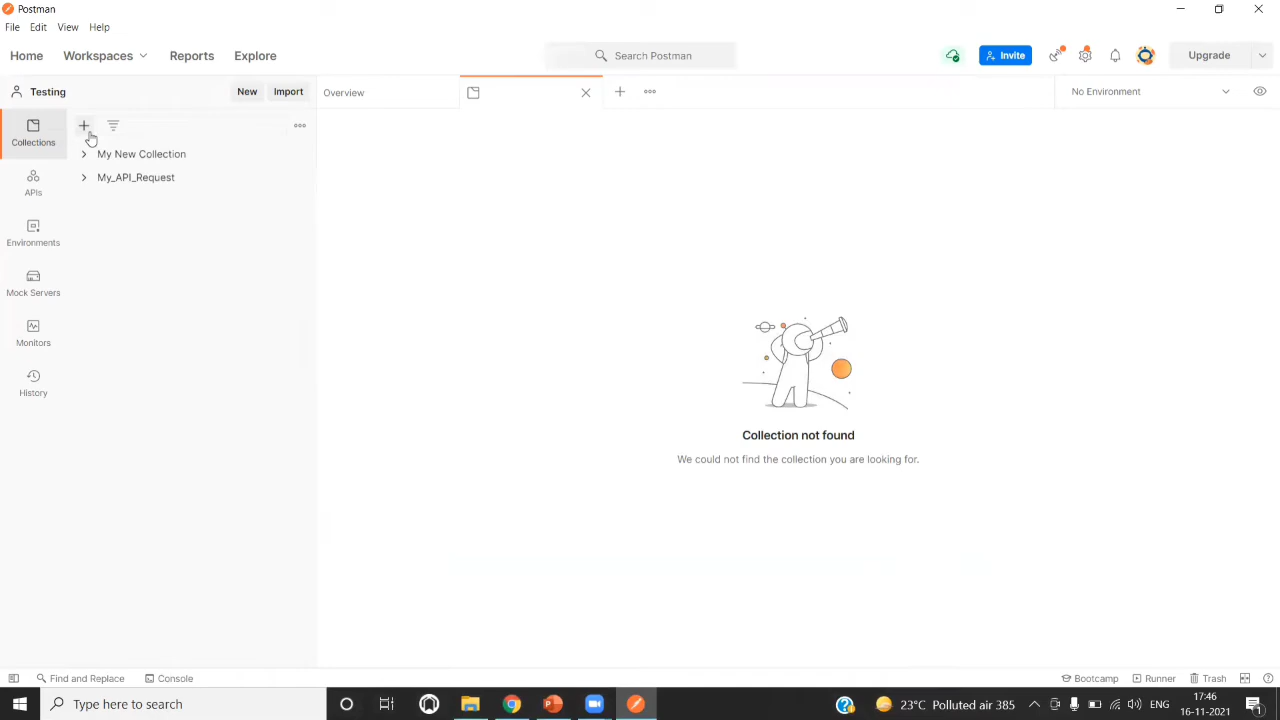 Postman
File Edit View Help
Home Workspaces Reports Explore Search Postman Invite Upgrade
Testing New Import Overview No Environment
Collections
My New Collection
My_API_Request
APIs
Environments
Mock Servers
Monitors
History
Collection not found
We could not find the collection you are looking for.
Find and Replace Console Bootcamp Runner Trash
Type here to search 23°C Polluted air 385 ENG 17:46
16-11-2021